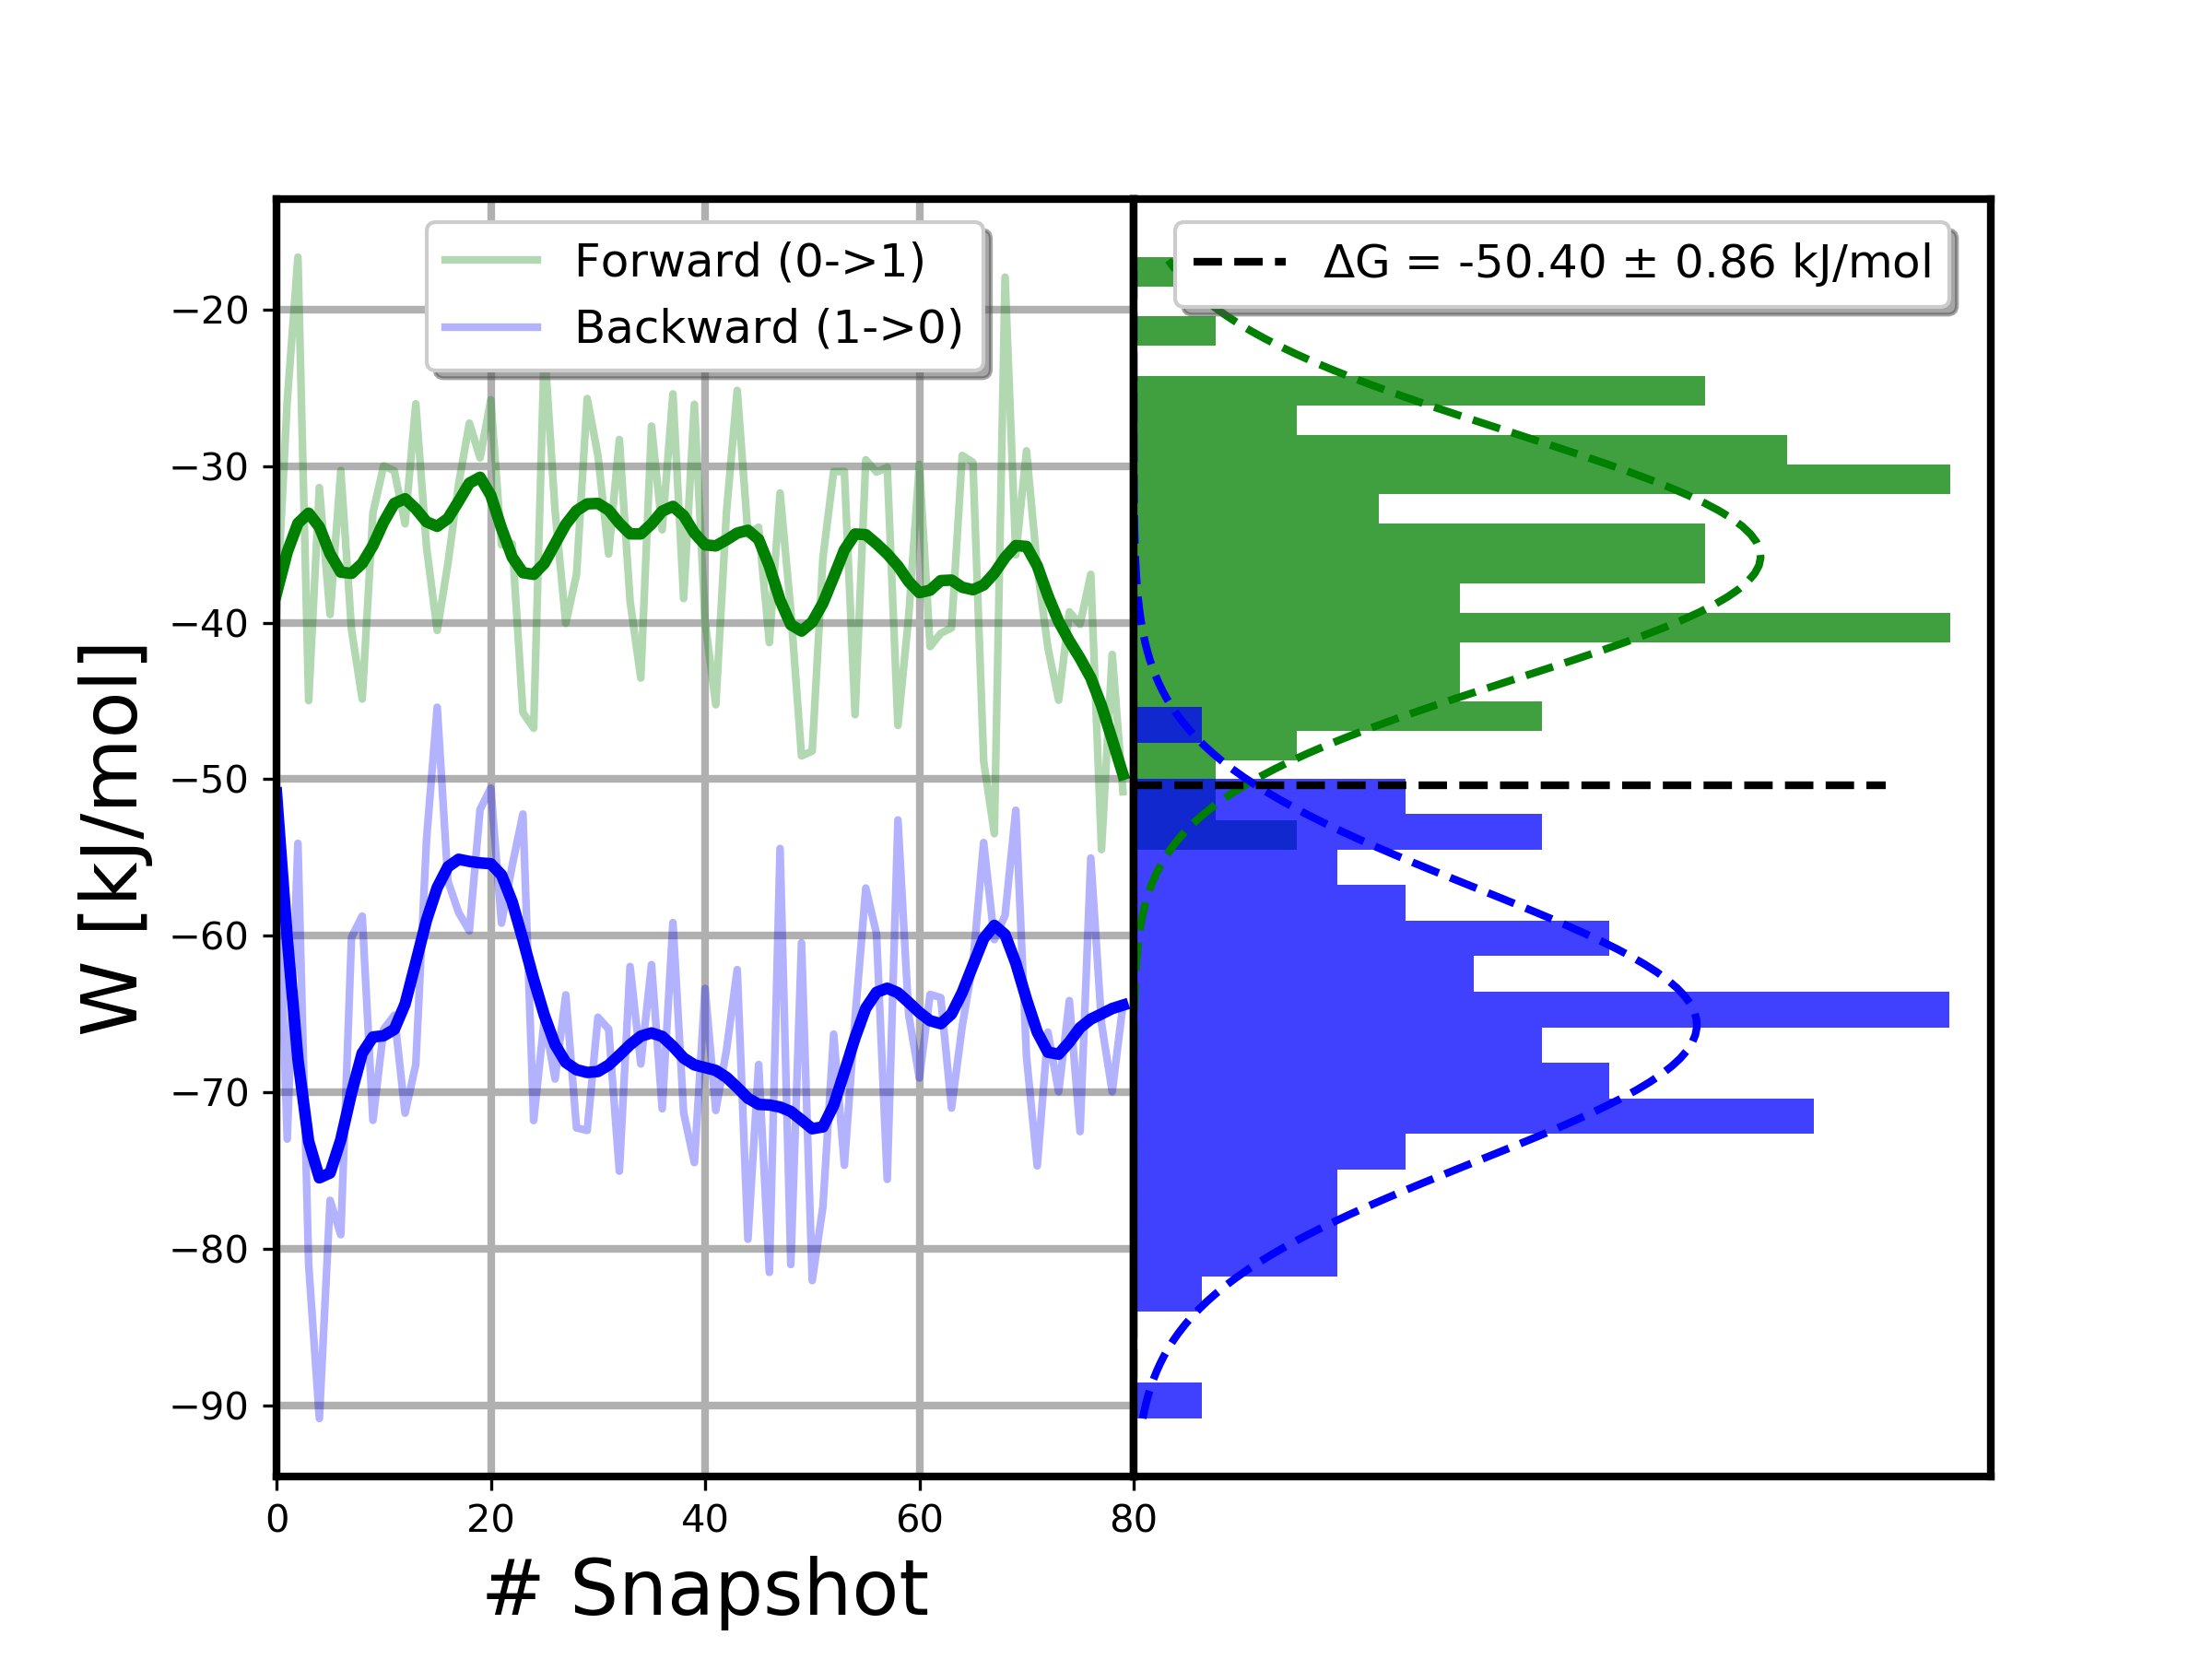 Forward (0->1)
Backward (1->0)
ΔG = -50.40 ± 0.86 kJ/mol
−20
−30
−40
−50
−60
−70
−80
−90
W [kJ/mol]
0 20 40 60 80
# Snapshot